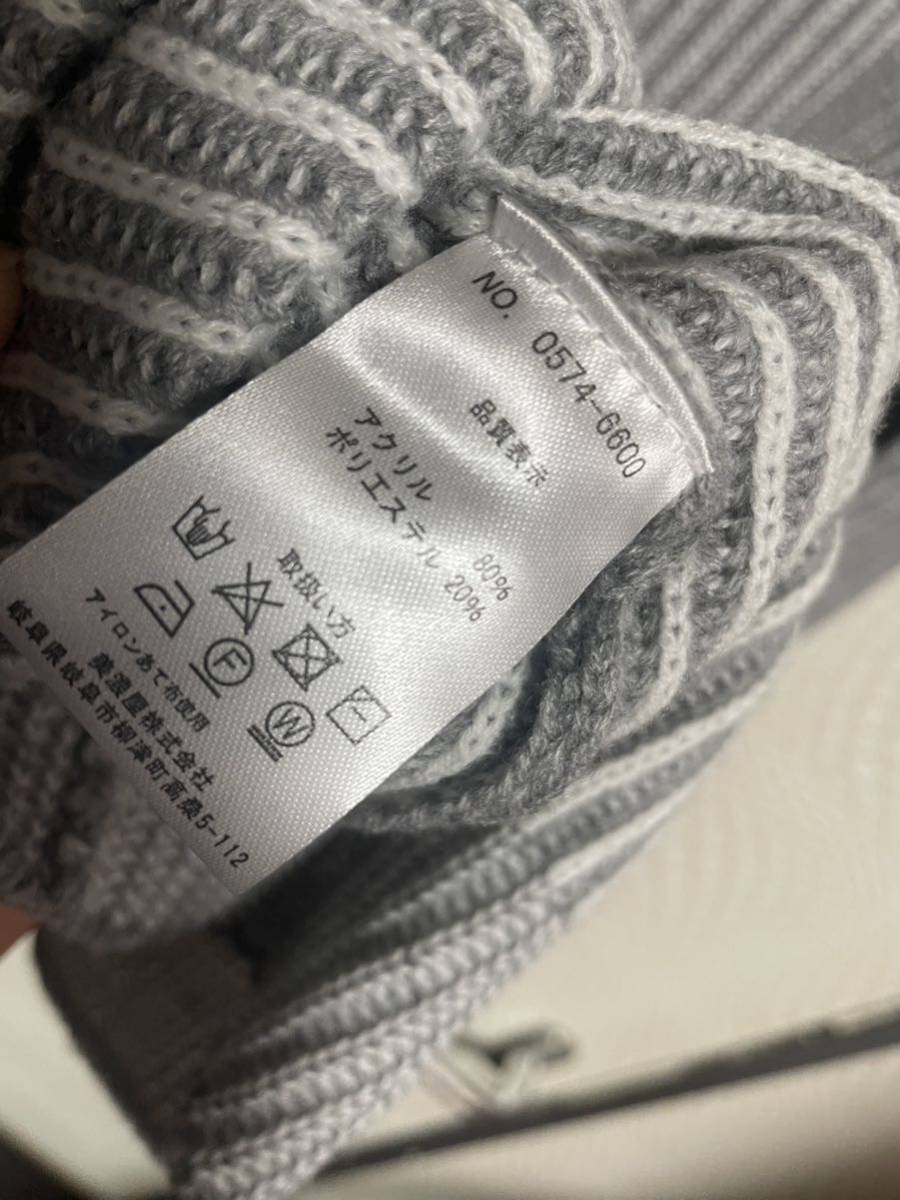 NO. 0574-6600
品質表示
アクリル 80%
ポリエステル 20%
取扱い方
F
W
アイロンあて布使用
美濃屋株式会社
岐阜県岐阜市柳津町高桑5-112